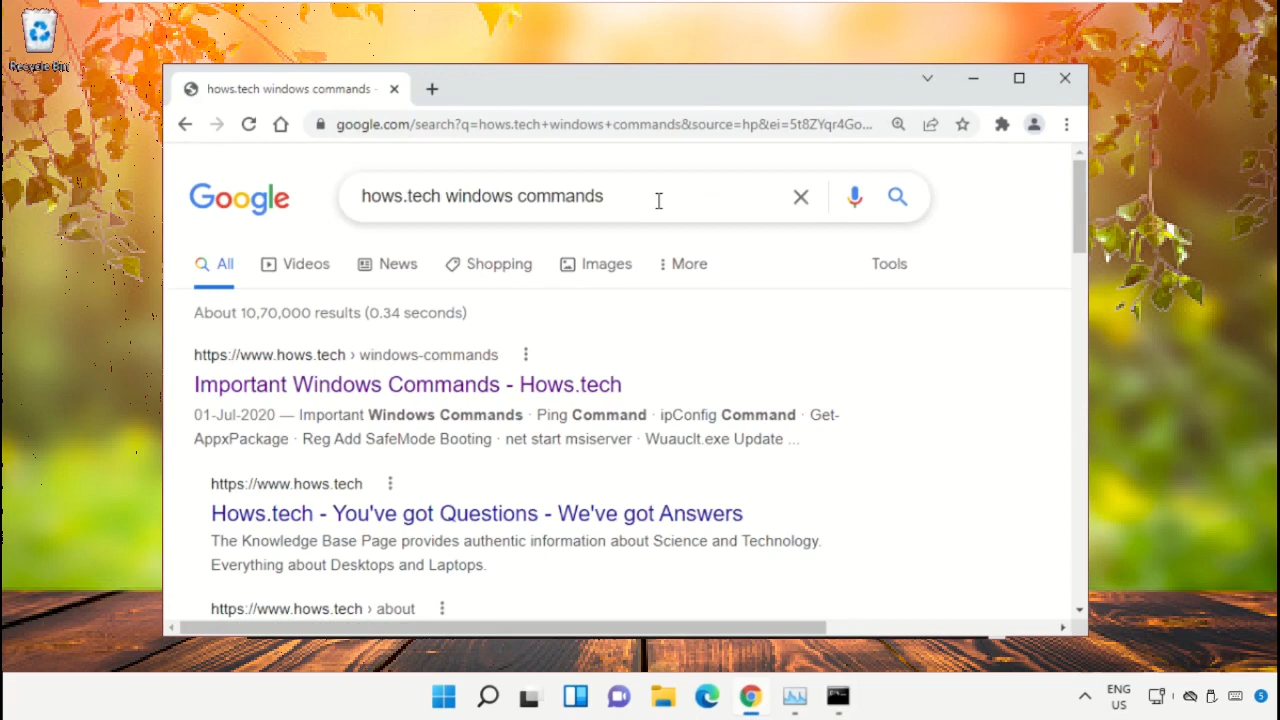 Recycle Bin
hows.tech windows commands -
google.com/search?q=hows.tech+windows+commands&source=hp&ei=5t8ZYqr4Go...
Google
hows.tech windows commands
All
Videos
News
Shopping
Images
More
Tools
About 10,70,000 results (0.34 seconds)
https://www.hows.tech › windows-commands
Important Windows Commands - Hows.tech
01-Jul-2020 — Important Windows Commands · Ping Command · ipConfig Command · Get-
AppxPackage · Reg Add SafeMode Booting · net start msiserver · Wuauclt.exe Update ...
https://www.hows.tech
Hows.tech - You've got Questions - We've got Answers
The Knowledge Base Page provides authentic information about Science and Technology.
Everything about Desktops and Laptops.
https://www.hows.tech › about
ENG
US
5